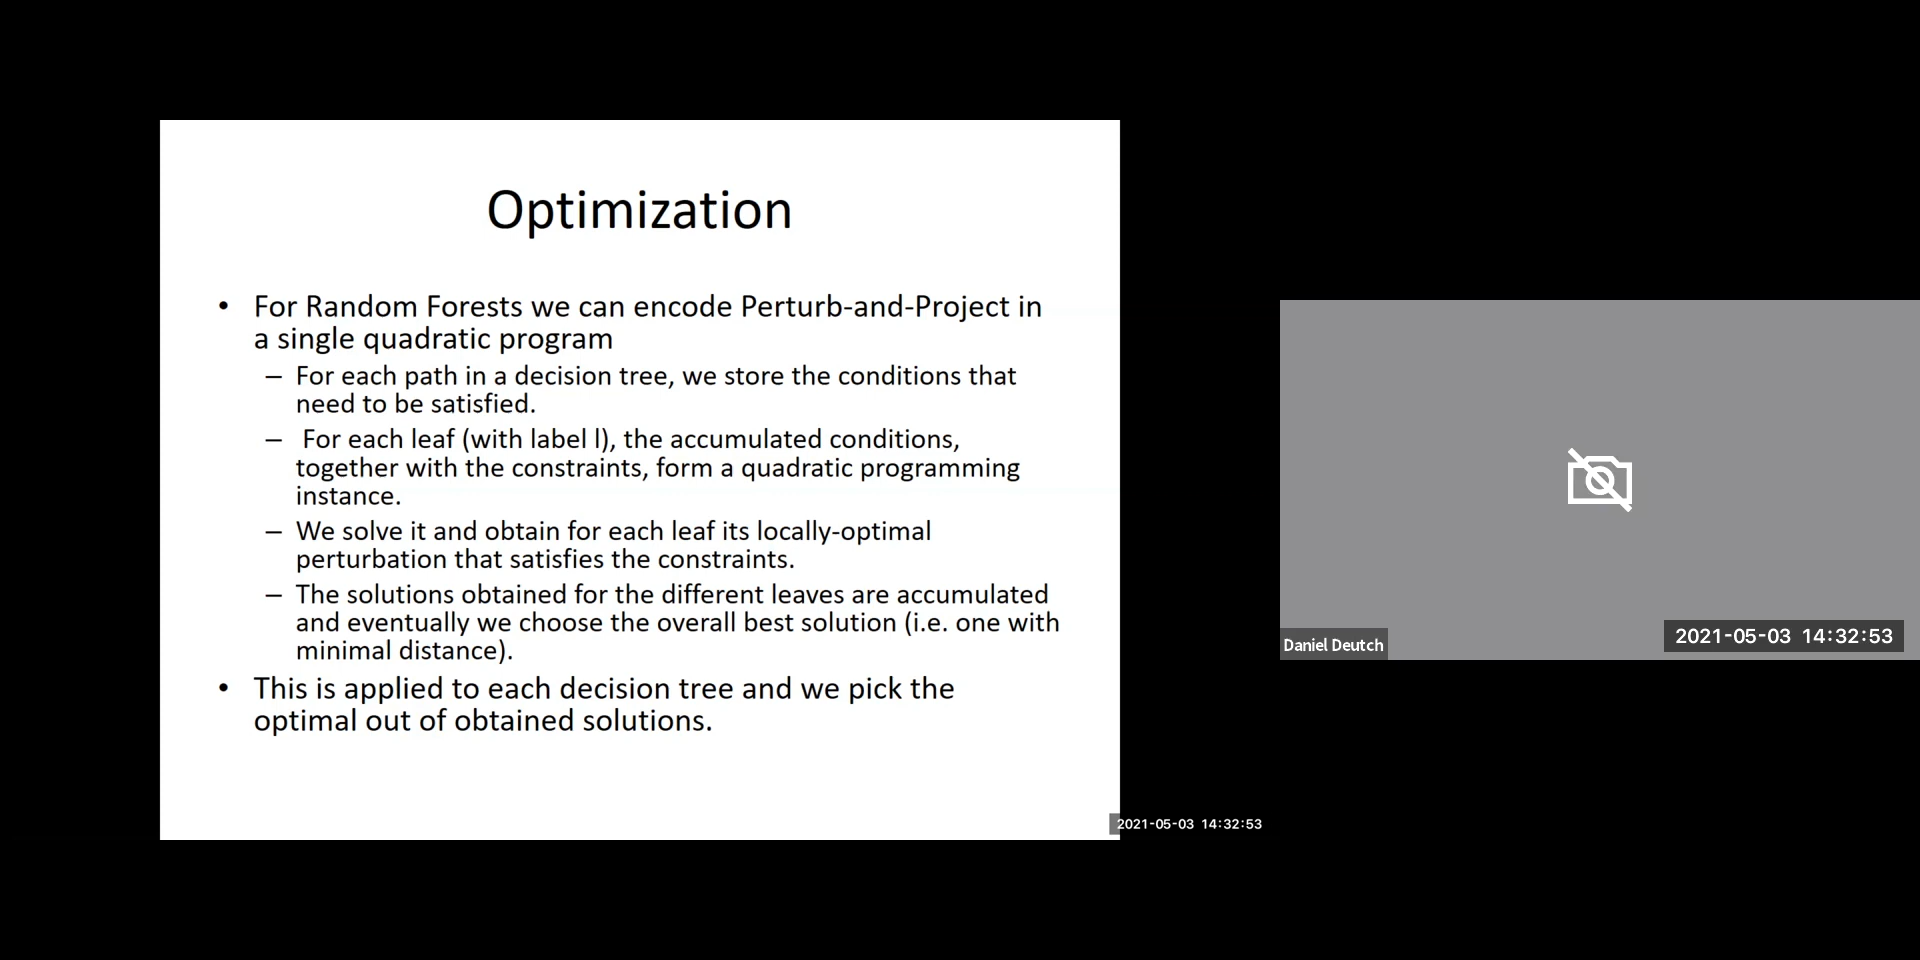 Optimization
• For Random Forests we can encode Perturb-and-Project in
a single quadratic program
– For each path in a decision tree, we store the conditions that
need to be satisfied.
– For each leaf (with label l), the accumulated conditions,
together with the constraints, form a quadratic programming
instance.
– We solve it and obtain for each leaf its locally-optimal
perturbation that satisfies the constraints.
– The solutions obtained for the different leaves are accumulated
and eventually we choose the overall best solution (i.e. one with
minimal distance).
• This is applied to each decision tree and we pick the
optimal out of obtained solutions.
2021-05-03 14:32:53
Daniel Deutch
2021-05-03 14:32:53